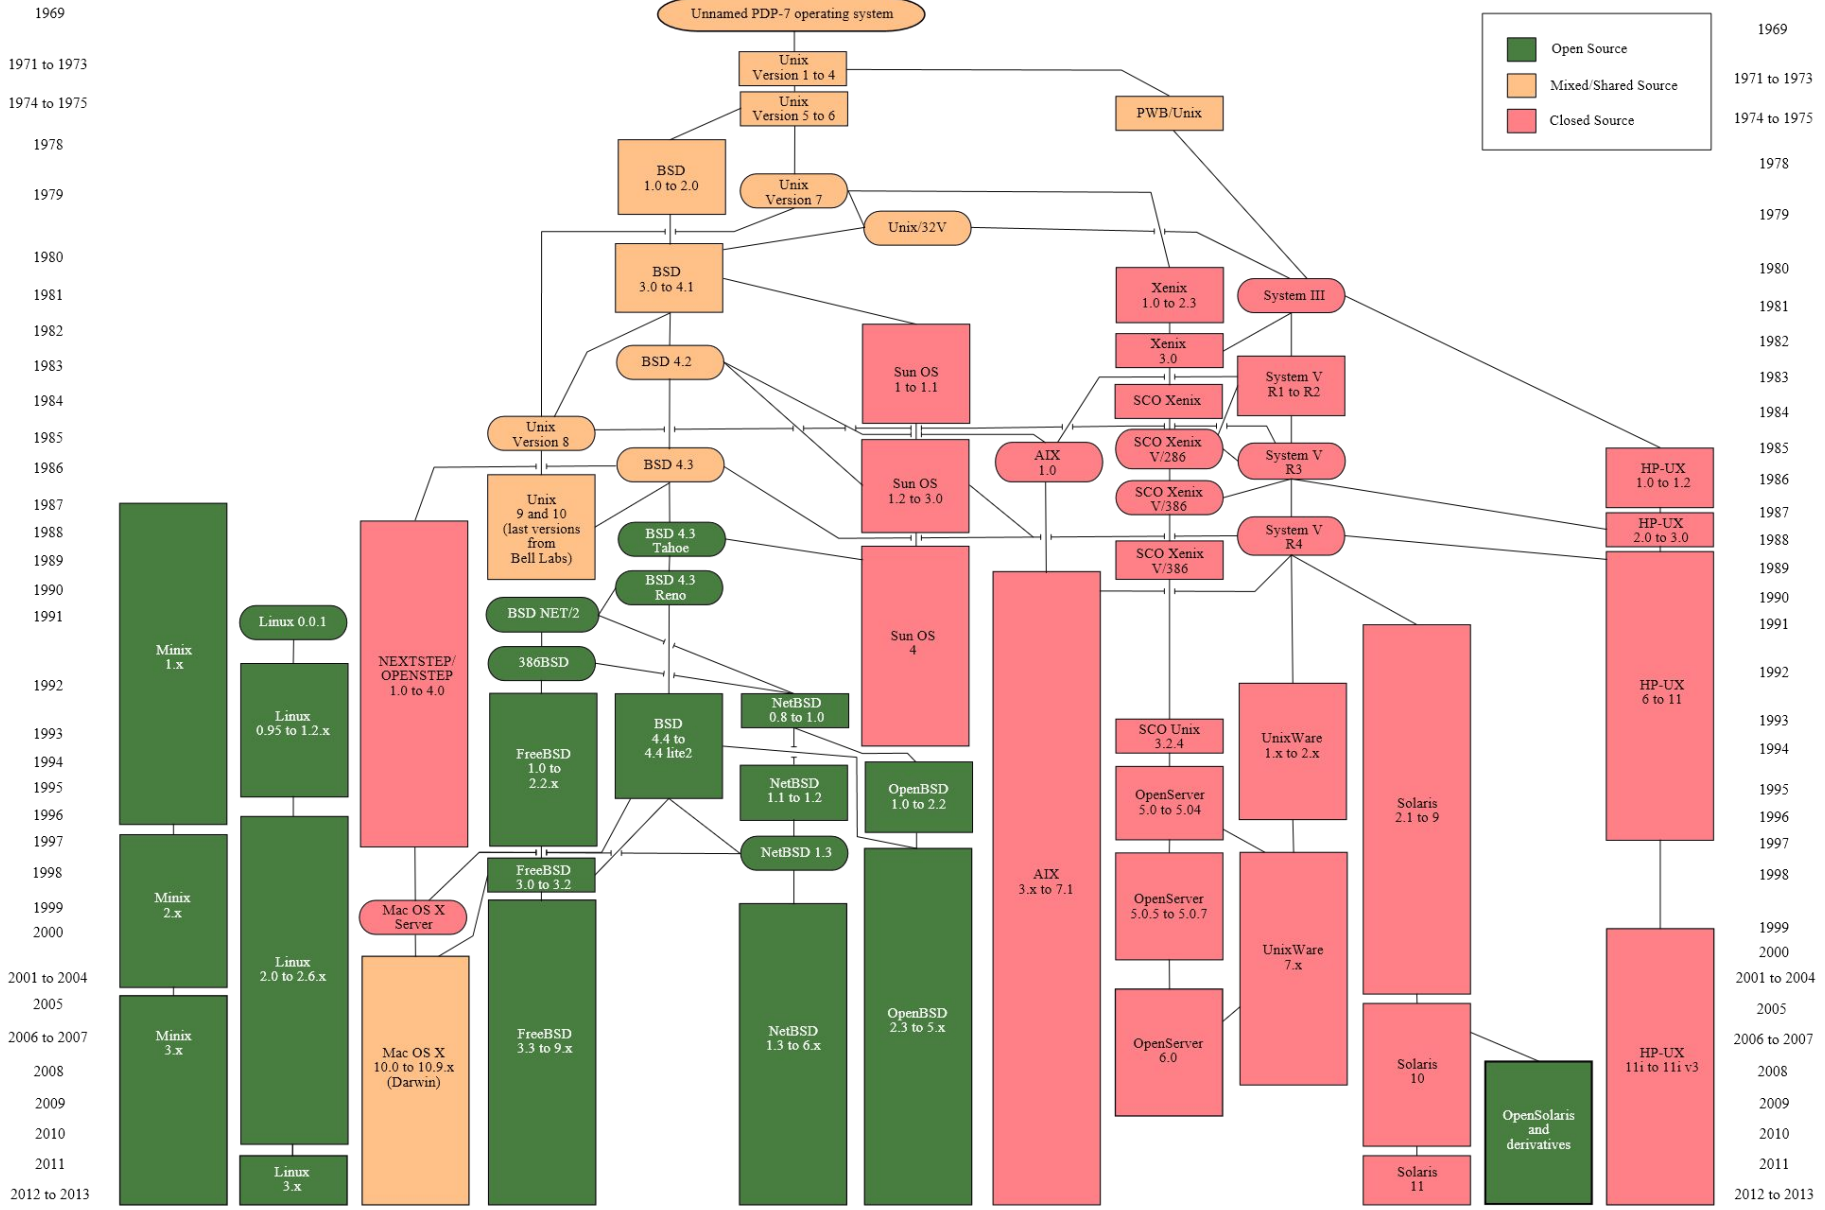 1969
1971 to 1973
1974 to 1975
1978
1979
1980
1981
1982
1983
1984
1985
1986
1987
1988
1989
1990
1991
1992
1993
1994
1995
1996
1997
1998
1999
2000
2001 to 2004
2005
2006 to 2007
2008
2009
2010
2011
2012 to 2013
Unnamed PDP-7 operating system
Unix
Version 1 to 4
Unix
Version 5 to 6
PWB/Unix
BSD
1.0 to 2.0
Unix
Version 7
Unix/32V
BSD
3.0 to 4.1
Xenix
1.0 to 2.3
System III
Xenix
3.0
BSD 4.2
Sun OS
1 to 1.1
System V
R1 to R2
SCO Xenix
Unix
Version 8
SCO Xenix
V/286
BSD 4.3
AIX
1.0
System V
R3
HP-UX
1.0 to 1.2
Sun OS
1.2 to 3.0
SCO Xenix
V/386
Unix
9 and 10
(last versions
from
Bell Labs)
BSD 4.3
Tahoe
System V
R4
HP-UX
2.0 to 3.0
SCO Xenix
V/386
BSD 4.3
Reno
BSD NET/2
Linux 0.0.1
Minix
1.x
Sun OS
4
NEXTSTEP/
OPENSTEP
1.0 to 4.0
386BSD
HP-UX
6 to 11
NetBSD
0.8 to 1.0
Linux
0.95 to 1.2.x
BSD
4.4 to
4.4 lite2
SCO Unix
3.2.4
UnixWare
1.x to 2.x
FreeBSD
1.0 to
2.2.x
NetBSD
1.1 to 1.2
OpenBSD
1.0 to 2.2
OpenServer
5.0 to 5.04
Solaris
2.1 to 9
NetBSD 1.3
FreeBSD
3.0 to 3.2
AIX
3.x to 7.1
Minix
2.x
Mac OS X
Server
OpenServer
5.0.5 to 5.0.7
UnixWare
7.x
Linux
2.0 to 2.6.x
OpenBSD
2.3 to 5.x
Minix
3.x
FreeBSD
3.3 to 9.x
NetBSD
1.3 to 6.x
OpenServer
6.0
Mac OS X
10.0 to 10.9.x
(Darwin)
Solaris
10
HP-UX
11i to 11i v3
OpenSolaris
and
derivatives
Linux
3.x
Solaris
11
Open Source
Mixed/Shared Source
Closed Source
1969
1971 to 1973
1974 to 1975
1978
1979
1980
1981
1982
1983
1984
1985
1986
1987
1988
1989
1990
1991
1992
1993
1994
1995
1996
1997
1998
1999
2000
2001 to 2004
2005
2006 to 2007
2008
2009
2010
2011
2012 to 2013